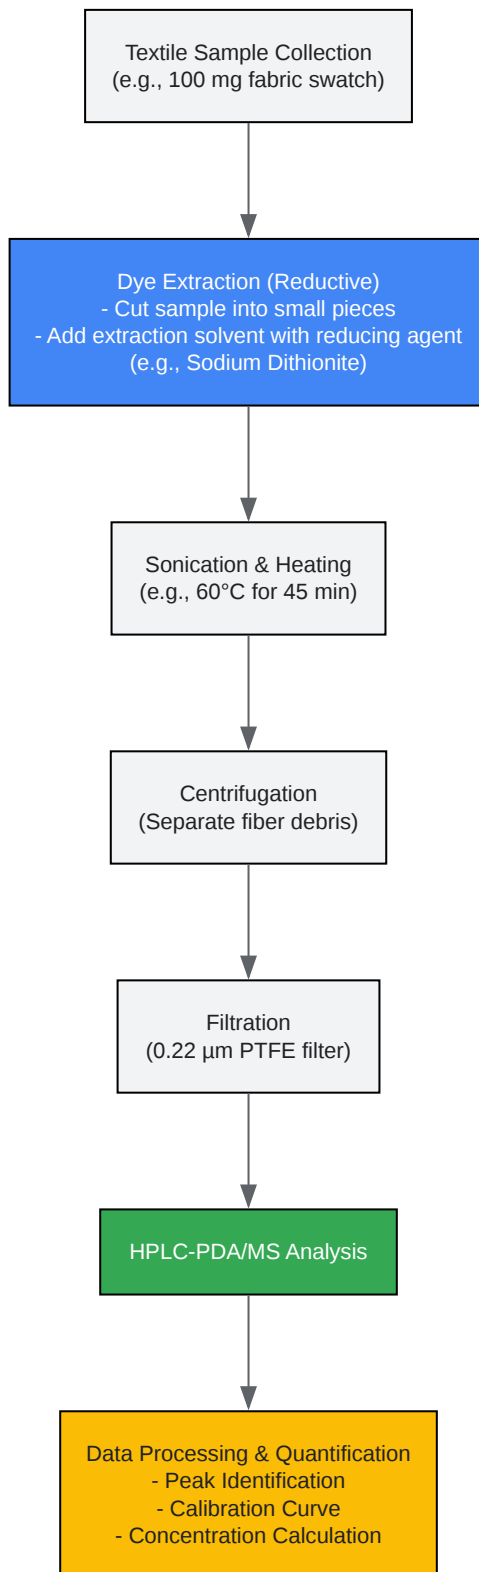 Textile Sample Collection
(e.g., 100 mg fabric swatch)
Dye Extraction (Reductive)
- Cut sample into small pieces
- Add extraction solvent with reducing agent
(e.g., Sodium Dithionite)
Sonication & Heating
(e.g., 60°C for 45 min)
Centrifugation
(Separate fiber debris)
Filtration
(0.22 µm PTFE filter)
HPLC-PDA/MS Analysis
Data Processing & Quantification
- Peak Identification
- Calibration Curve
- Concentration Calculation